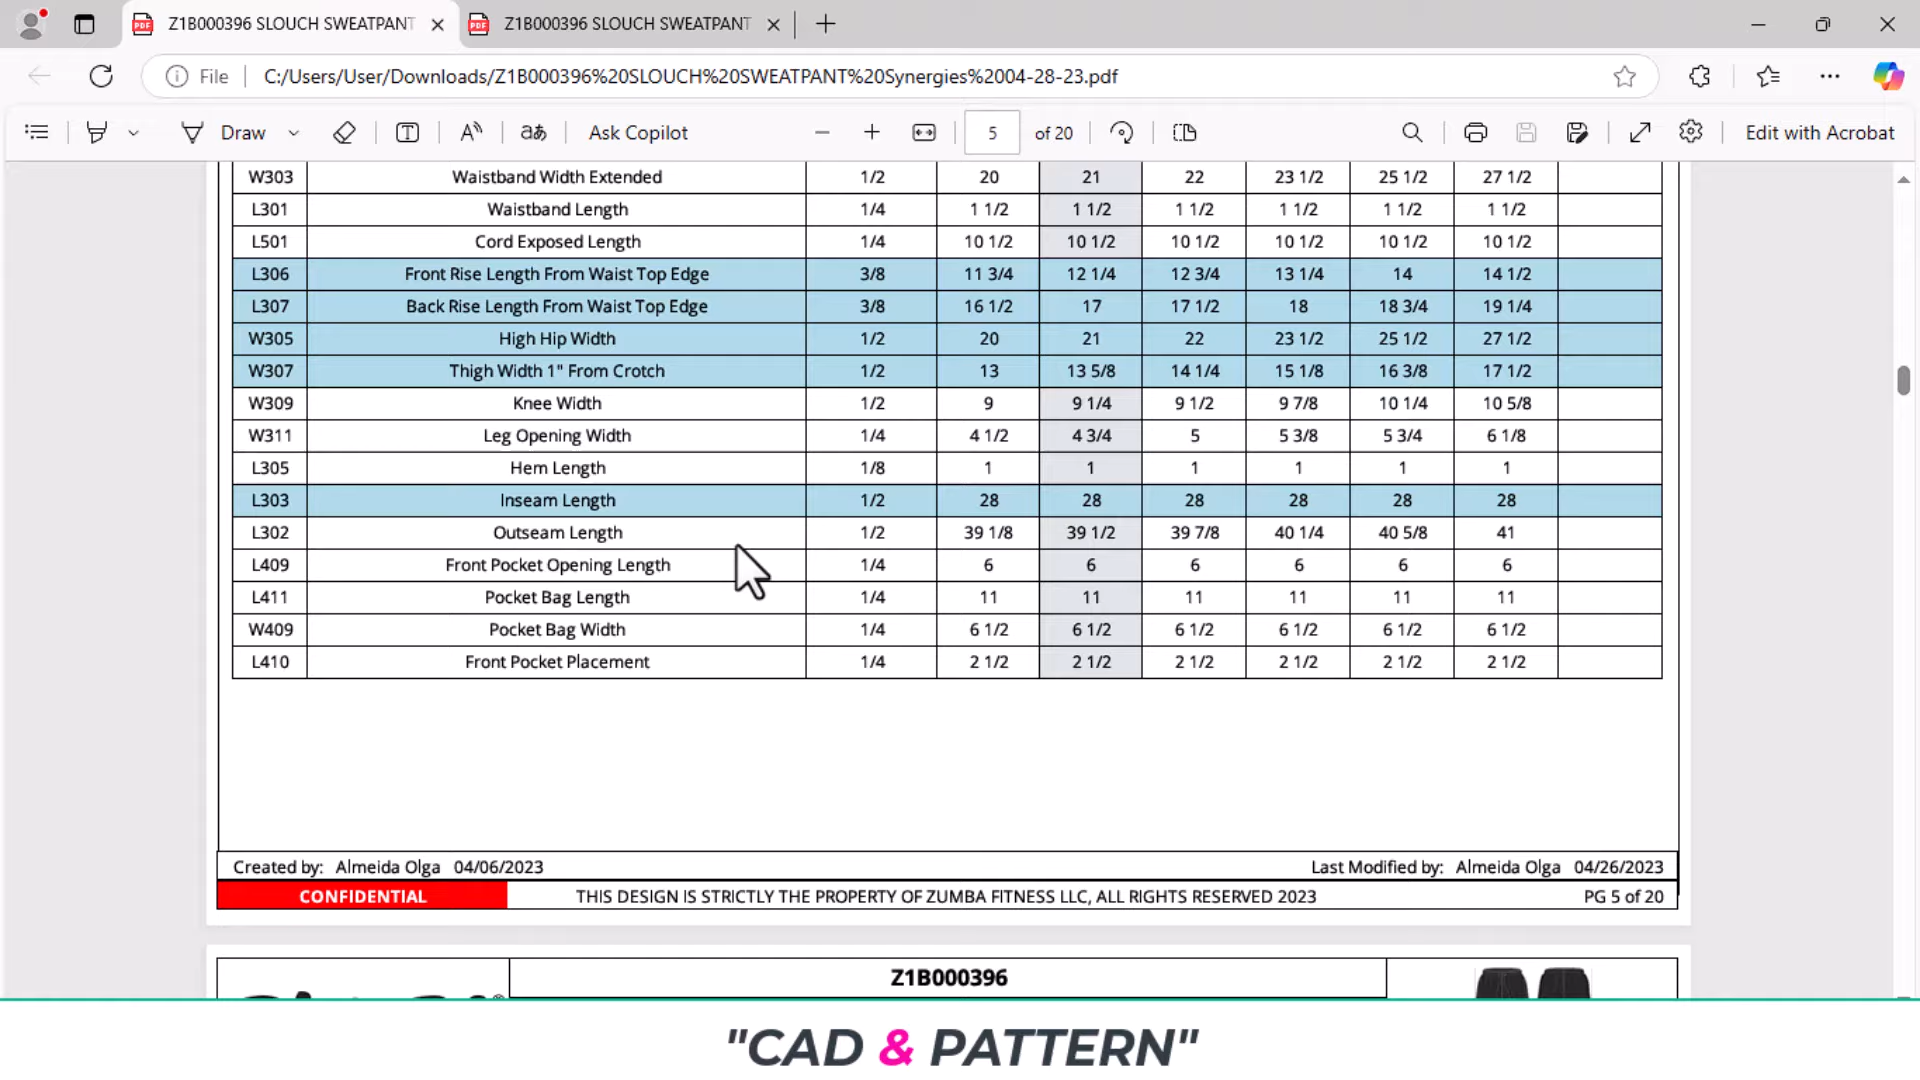 Z1B000396 SLOUCH SWEATPANT
Z1B000396 SLOUCH SWEATPANT
File C:/Users/User/Downloads/Z1B000396%20SLOUCH%20SWEATPANT%20Synergies%2004-28-23.pdf
Draw Ask Copilot 5 of 20 Edit with Acrobat
W303 Waistband Width Extended 1/2 20 21 22 23 1/2 25 1/2 27 1/2
L301 Waistband Length 1/4 1 1/2 1 1/2 1 1/2 1 1/2 1 1/2 1 1/2
L501 Cord Exposed Length 1/4 10 1/2 10 1/2 10 1/2 10 1/2 10 1/2 10 1/2
L306 Front Rise Length From Waist Top Edge 3/8 11 3/4 12 1/4 12 3/4 13 1/4 14 14 1/2
L307 Back Rise Length From Waist Top Edge 3/8 16 1/2 17 17 1/2 18 18 3/4 19 1/4
W305 High Hip Width 1/2 20 21 22 23 1/2 25 1/2 27 1/2
W307 Thigh Width 1" From Crotch 1/2 13 13 5/8 14 1/4 15 1/8 16 3/8 17 1/2
W309 Knee Width 1/2 9 9 1/4 9 1/2 9 7/8 10 1/4 10 5/8
W311 Leg Opening Width 1/4 4 1/2 4 3/4 5 5 3/8 5 3/4 6 1/8
L305 Hem Length 1/8 1 1 1 1 1 1
L303 Inseam Length 1/2 28 28 28 28 28 28
L302 Outseam Length 1/2 39 1/8 39 1/2 39 7/8 40 1/4 40 5/8 41
L409 Front Pocket Opening Length 1/4 6 6 6 6 6 6
L411 Pocket Bag Length 1/4 11 11 11 11 11 11
W409 Pocket Bag Width 1/4 6 1/2 6 1/2 6 1/2 6 1/2 6 1/2 6 1/2
L410 Front Pocket Placement 1/4 2 1/2 2 1/2 2 1/2 2 1/2 2 1/2 2 1/2
Created by: Almeida Olga 04/06/2023 Last Modified by: Almeida Olga 04/26/2023
CONFIDENTIAL THIS DESIGN IS STRICTLY THE PROPERTY OF ZUMBA FITNESS LLC, ALL RIGHTS RESERVED 2023 PG 5 of 20
Z1B000396
"CAD & PATTERN"